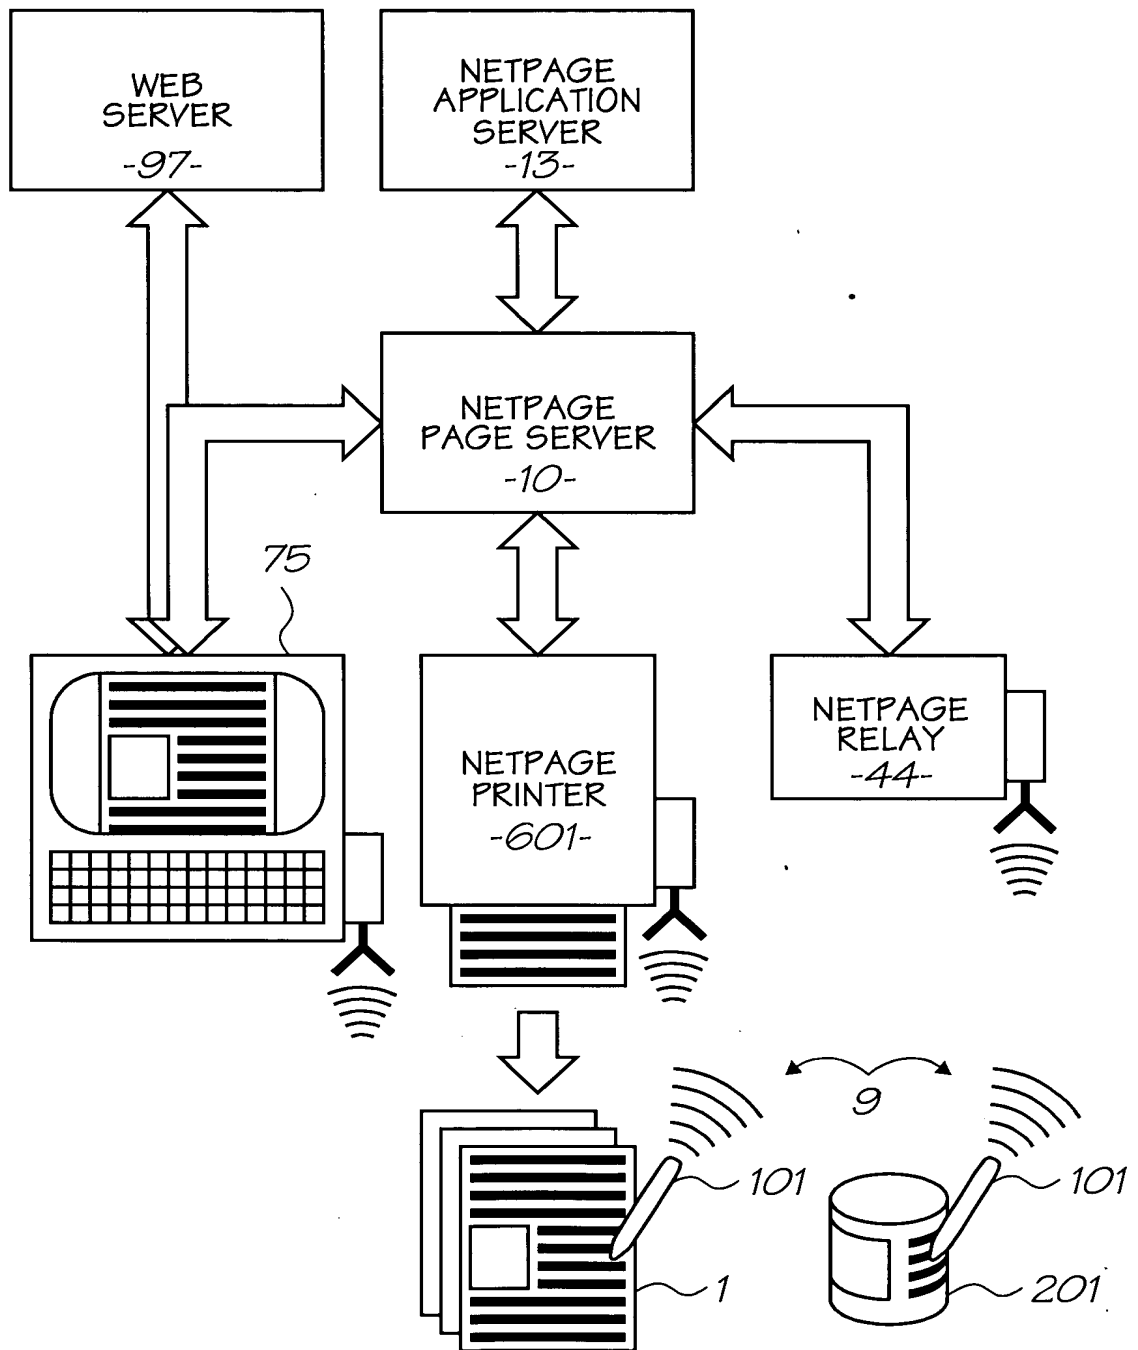 WEB
SERVER
-97-
NETPAGE
APPLICATION
SERVER
-13-
NETPAGE
PAGE SERVER
-10-
75
NETPAGE
PRINTER
-601-
NETPAGE
RELAY
-44-
9
101
101
1
201